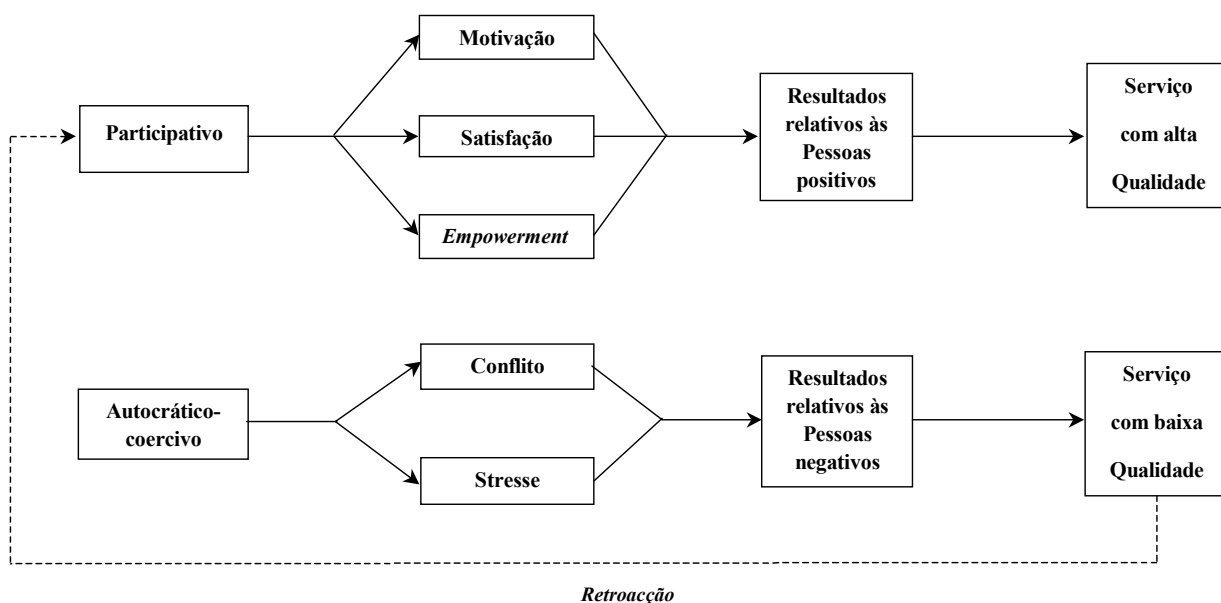 Motivação
Participativo
Satisfação
Empowerment
Resultados
relativos às
Pessoas
positivos
Serviço
com alta
Qualidade
Autocrático-
coercivo
Conflito
Stresse
Resultados
relativos às
Pessoas
negativos
Serviço
com baixa
Qualidade
Retroacção